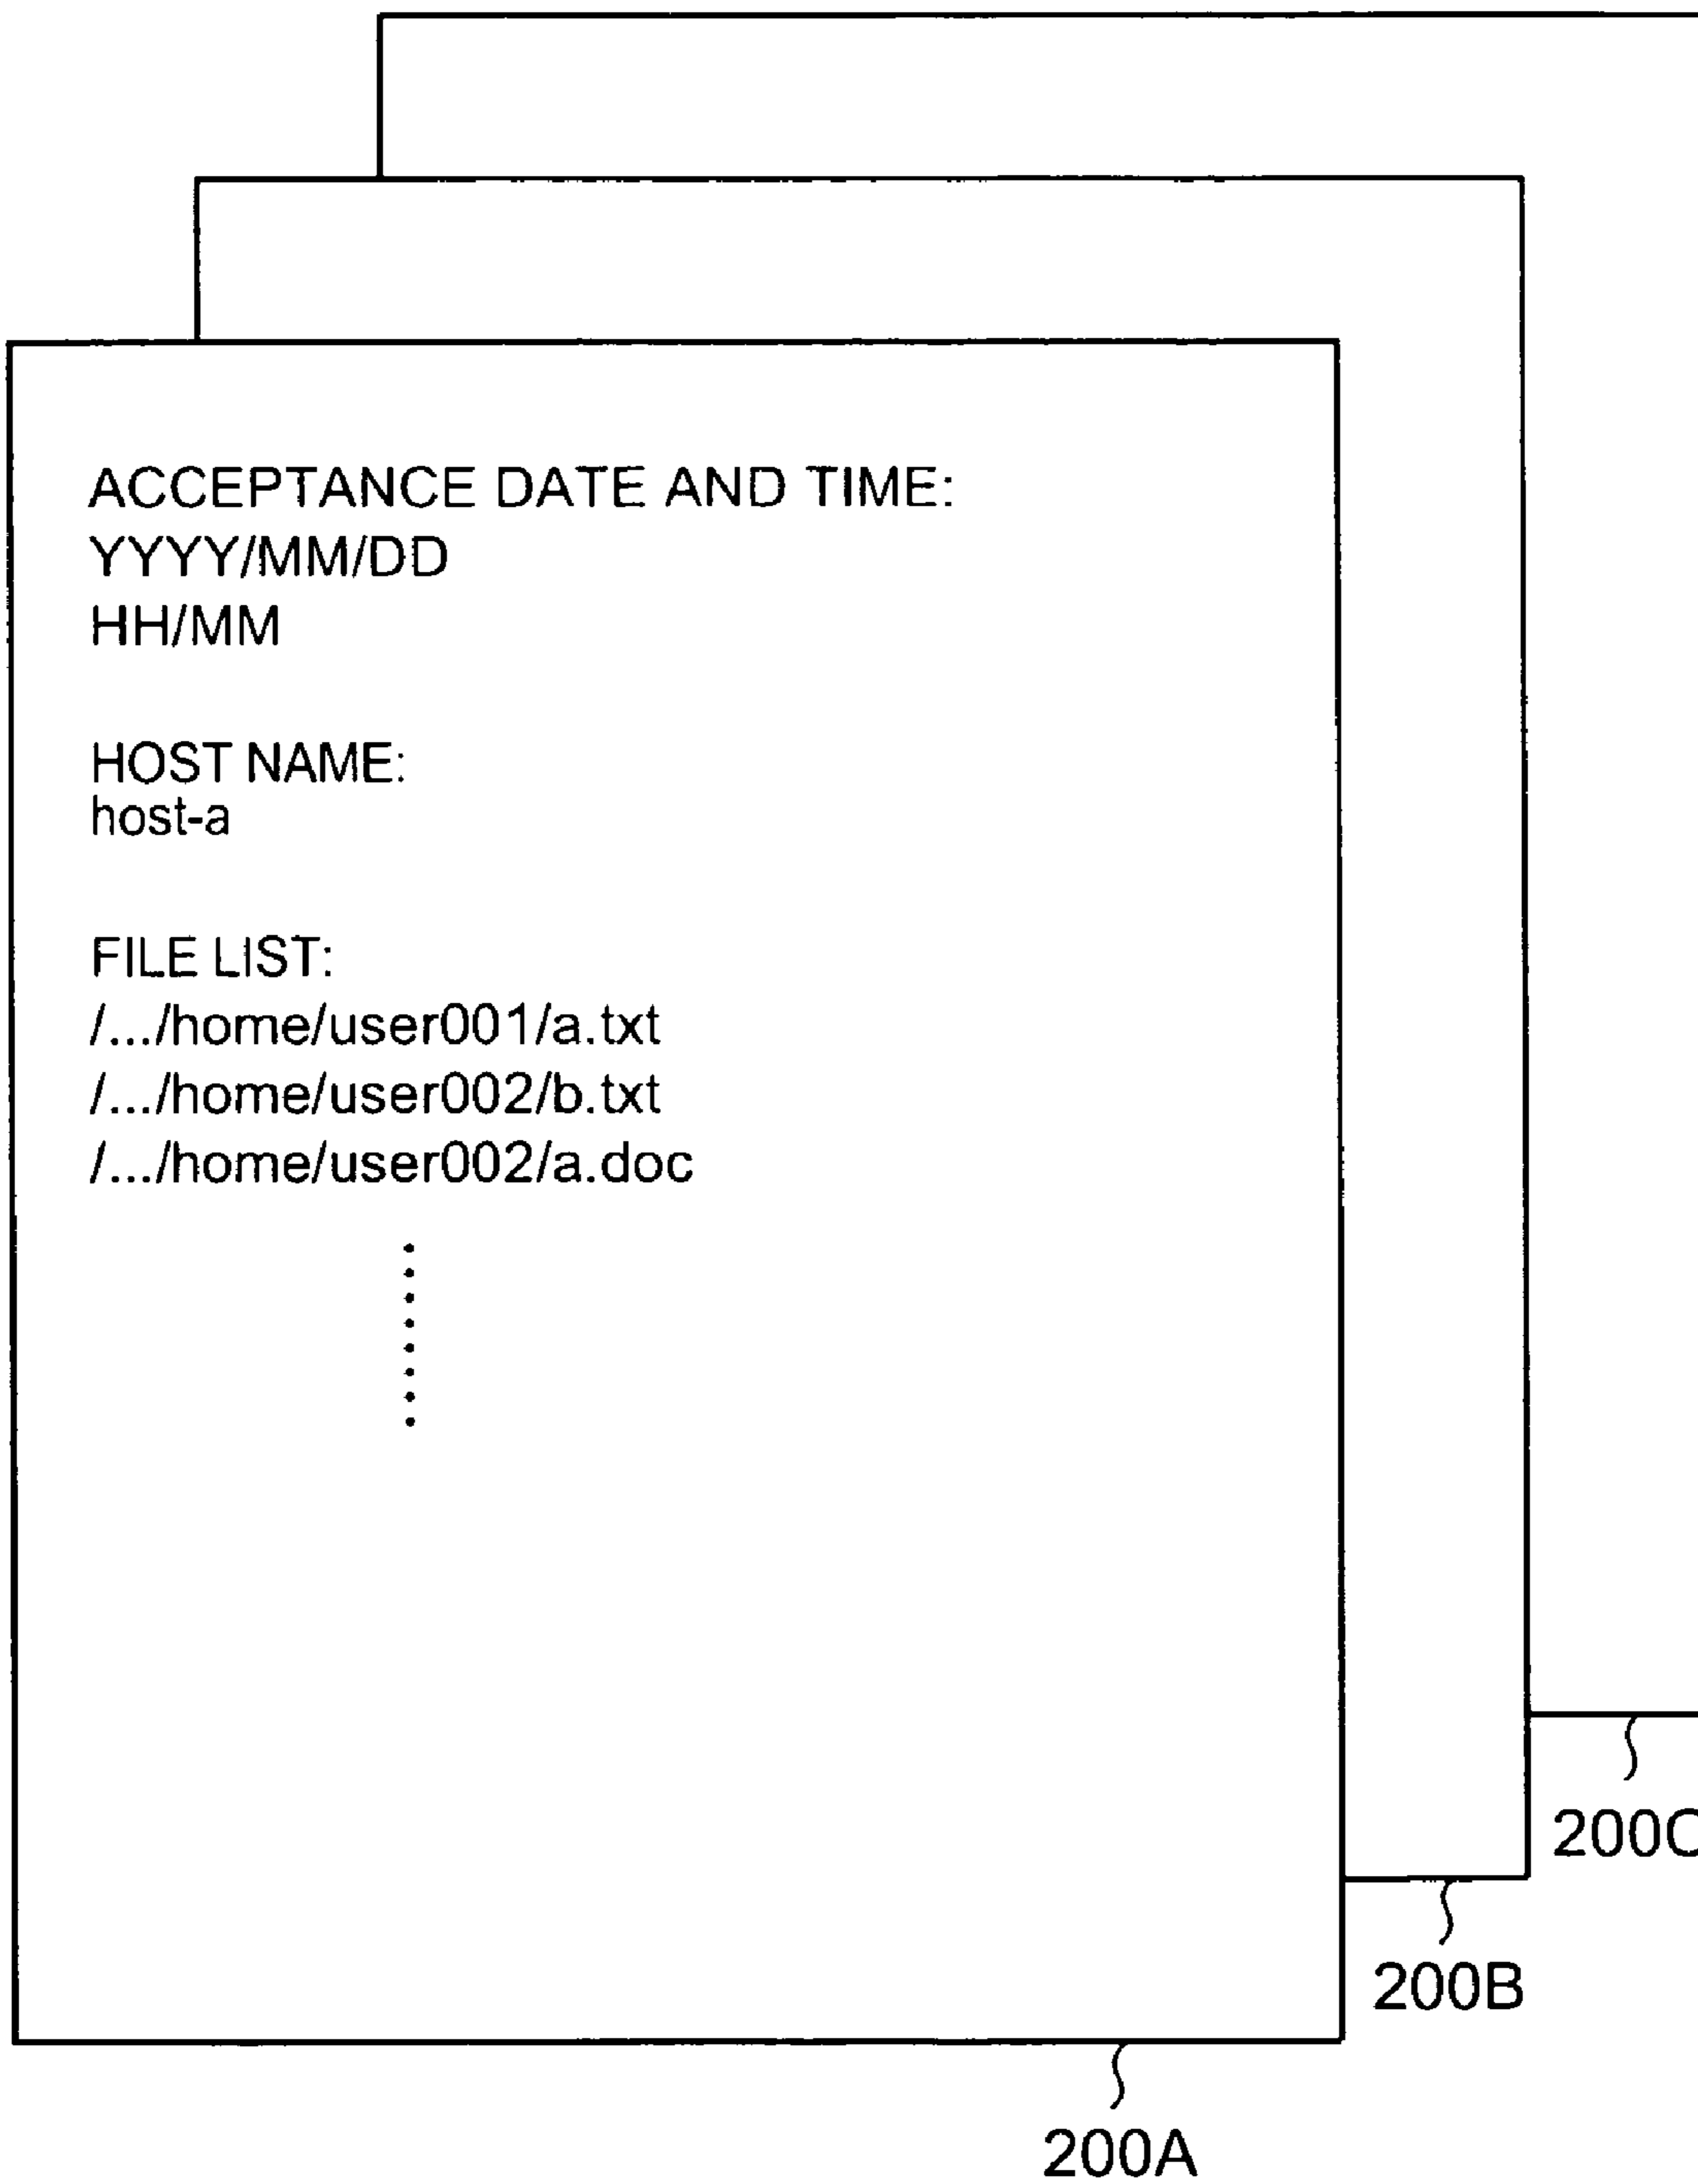 ACCEPTANCE DATE AND TIME:
YYYY/MM/DD
HH/MM
HOST NAME:
host-a
FILE LIST:
/.../home/user001/a.txt
/.../home/user002/b.txt
/.../home/user002/a.doc
200C
200B
200A